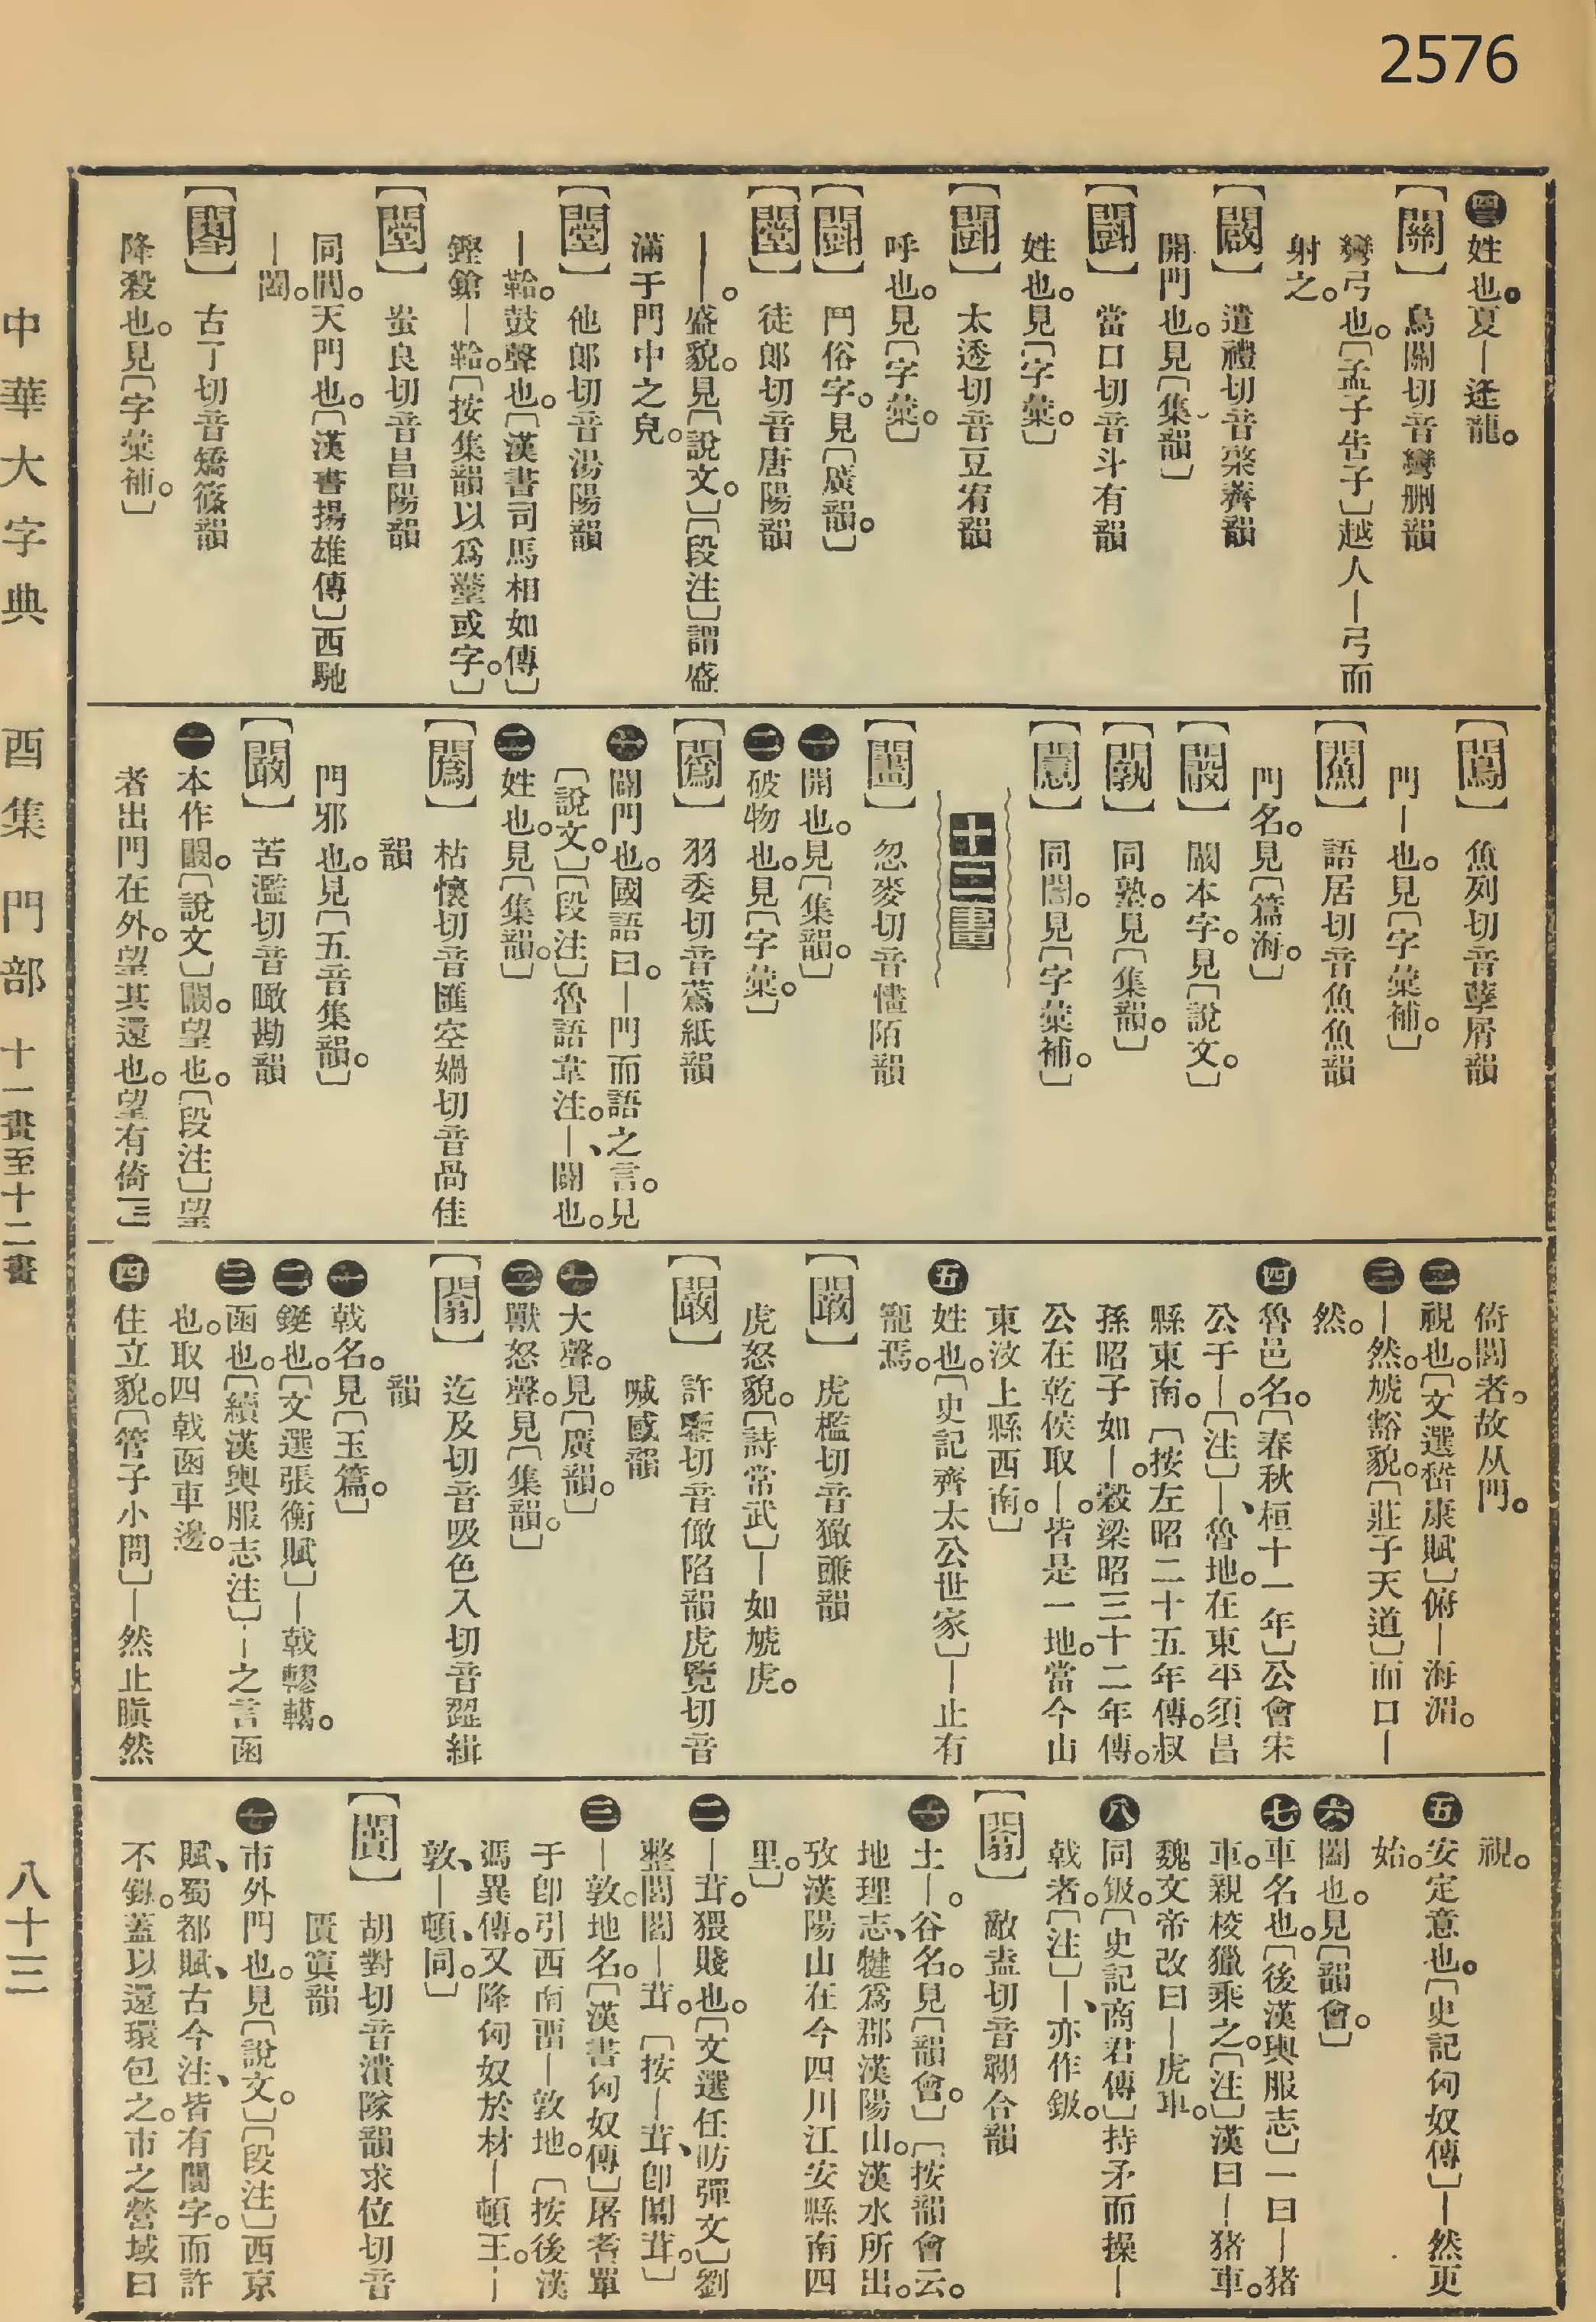 2576
四 姓也。夏—逄龍。
【關】 烏關切音彎删韻
彎弓也。〔孟子告子〕越人—弓而
射之。
【闙】 遣禮切音棨薺韻
開門也。見〔集韻〕
【鬭】 當口切音斗有韻
姓也。見〔字彙。〕
【鬭】 太透切音豆宥韻
呼也。見〔字彙。〕
【鬭】 鬥俗字。見〔廣韻。〕
【闛】 徒郎切音唐陽韻
——。盛貌。見〔說文。〕〔段注〕謂盛
滿于門中之皃。
【闛】 他郎切音湯陽韻
—鞈。鼓聲也。〔漢書司馬相如傳〕
鏗鎗—鞈。〔按集韻以爲鼞或字。〕
【闛】 蚩良切音昌陽韻
同閶。天門也。〔漢書揚雄傳〕西馳
—闔。
古了切音矯篠韻
降殺也。見〔字彙補。〕
魚列切音孼屑韻
門—也。見〔字彙補。〕
語居切音魚魚韻
門名。見〔篇海。〕
闞本字。見〔說文。〕
同塾。見〔集韻。〕
同闇。見〔字彙補。〕
十二畫
忽麥切音㦎陌韻
一 開也。見〔集韻。〕
二 破物也。見〔字彙。〕
【闟】 羽委切音蔿紙韻
一 闢門也。國語曰。—門而語之言。見
〔說文。〕〔段注〕魯語韋注。—、闢也。
二 姓也。見〔集韻。〕
【闟】 枯懷切音匯空媧切音咼佳
韻
門邪也。見〔五音集韻。〕
【闞】 苦濫切音瞰勘韻
一 本作闞。〔說文〕闞。望也。〔段注〕望
者出門在外。望其還也。望有倚
倚閭者。故从門。
二 視也。〔文選嵇康賦〕俯—海湄。
三 —然。虓豁貌。〔莊子天道〕而口—
然。
四 魯邑名。〔春秋桓十一年〕公會宋
公于—。〔注〕—、魯地。在東平須昌
縣東南。〔按左昭二十五年傳。叔
孫昭子如—。穀梁昭三十二年傳。
公在乾侯取—。皆是一地。當今山
東汶上縣西南。〕
五 姓也。〔史記齊太公世家〕—止有
寵焉。
【闞】 虎檻切音獫豏韻
虎怒貌。〔詩常武〕—如虓虎。
【闞】 許鑒切音㒈陷韻虎覽切音
喊感韻
一 大聲。見〔廣韻。〕
二 獸怒聲。見〔集韻。〕
【闟】 迄及切音吸色入切音澀緝
韻
一 戟名。見〔玉篇。〕
二 鋋也。〔文選張衡賦〕—戟轇轕。
三 函也。〔續漢輿服志注〕—之言函
也。取四戟函車邊。
四 住立貌。〔管子小問〕—然止瞋然
視。
五 安定意也。〔史記匈奴傳〕—然更
始。
六 闔也。見〔韻會。〕
七 車名也。〔後漢輿服志〕一曰—猪
車。親校獵乘之。〔注〕漢曰—猪車。
魏文帝改曰—虎車。
八 同鈒。〔史記商君傳〕持矛而操—
戟者。〔注〕—、亦作鈒。
【闟】 敵盍切音蹋合韻
一 土—。谷名。見〔韻會。〕〔按韻會云。
地理志、犍爲郡漢陽山。漢水所出。
攷漢陽山在今四川江安縣南四
里。〕
二 —茸。猥賤也。〔文選任昉彈文〕劉
整閭閻—茸。〔按—茸、卽闒茸。〕
三 —敦。地名。〔漢書匈奴傳〕屠耆單
于卽引西南畱—敦地。〔按後漢
馮異傳。又降匈奴於林—頓王。—
敦、—頓、同。〕
【闠】 胡對切音潰隊韻求位切音
匱寘韻
一 市外門也。見〔說文。〕〔段注〕西京
賦、蜀都賦、古今注、皆有闠字。而許
不錄。蓋以還環包之。市之營域曰
中華大字典 酉集 門部 十一畫至十二畫 八十三